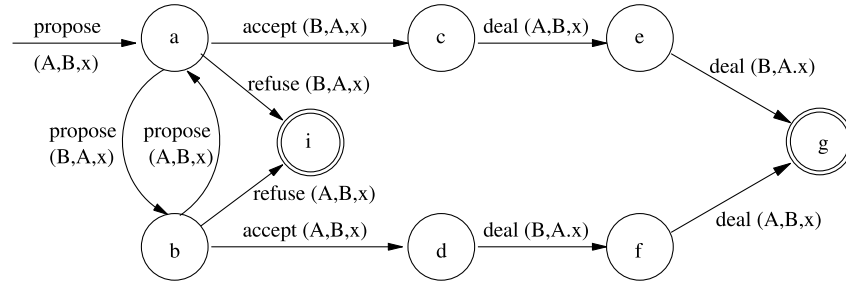 propose
(A,B,x)
a
accept (B,A,x)
c
deal (A,B,x)
e
deal (B,A.x)
refuse (B,A,x)
propose
(B,A,x)
propose
(A,B,x)
i
g
refuse (A,B,x)
b
accept (A,B,x)
d
deal (B,A.x)
f
deal (A,B,x)